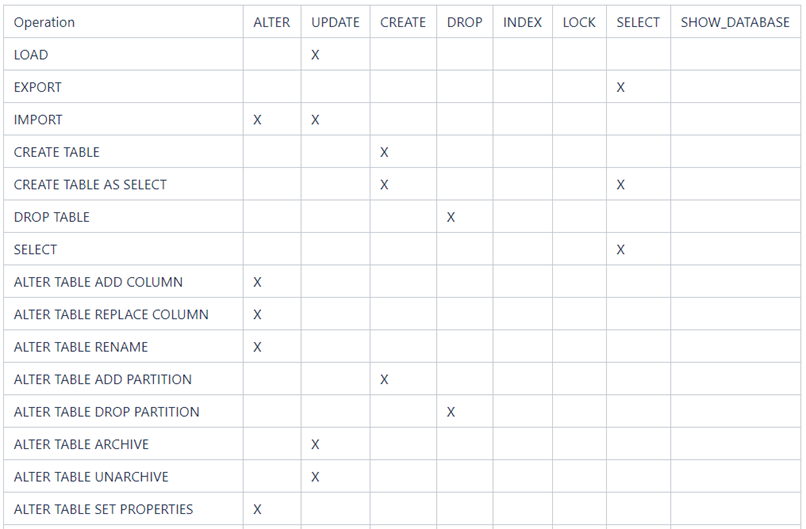 Operation ALTER UPDATE CREATE DROP INDEX LOCK SELECT SHOW_DATABASE
LOAD X
EXPORT X
IMPORT X X
CREATE TABLE X
CREATE TABLE AS SELECT X X
DROP TABLE X
SELECT X
ALTER TABLE ADD COLUMN X
ALTER TABLE REPLACE COLUMN X
ALTER TABLE RENAME X
ALTER TABLE ADD PARTITION X
ALTER TABLE DROP PARTITION X
ALTER TABLE ARCHIVE X
ALTER TABLE UNARCHIVE X
ALTER TABLE SET PROPERTIES X